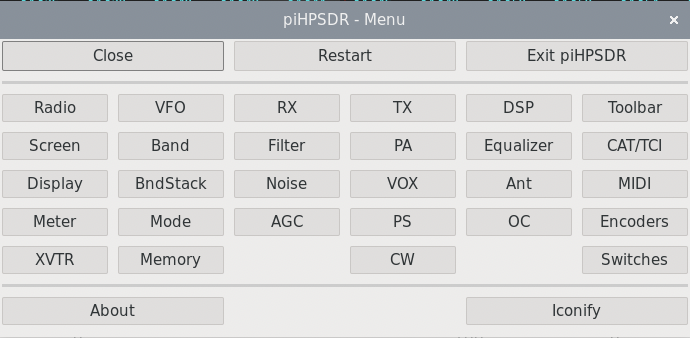 piHPSDR - Menu ×
Close Restart Exit piHPSDR
Radio VFO RX TX DSP Toolbar
Screen Band Filter PA Equalizer CAT/TCI
Display BndStack Noise VOX Ant MIDI
Meter Mode AGC PS OC Encoders
XVTR Memory CW Switches
About Iconify